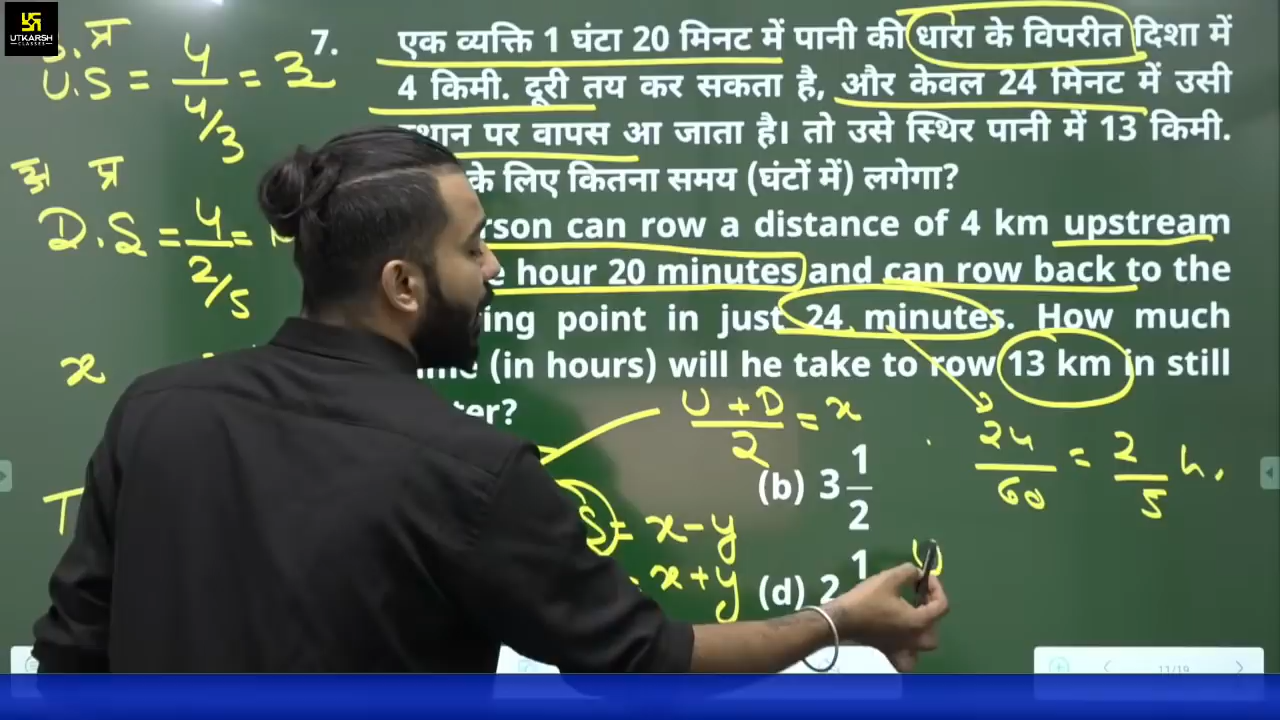 UTKARSH
CLASSES
U.S = 4 / 4/3 = 3
D.S = 4 / 2/5 =
x
T
7. एक व्यक्ति 1 घंटा 20 मिनट में पानी की धारा के विपरीत दिशा में
4 किमी. दूरी तय कर सकता है, और केवल 24 मिनट में उसी
पर वापस आ जाता है। तो उसे स्थिर पानी में 13 किमी.
के लिए कितना समय (घंटों में) लगेगा?
can row a distance of 4 km upstream
hour 20 minutes and can row back to the
point in just 24 minutes. How much
(in hours) will he take to row 13 km in still
U + D / 2 = x
24 / 60 = 2 / 5 h.
(b) 3 1/2
S = x - y
x + y
(d) 2 1
11/19